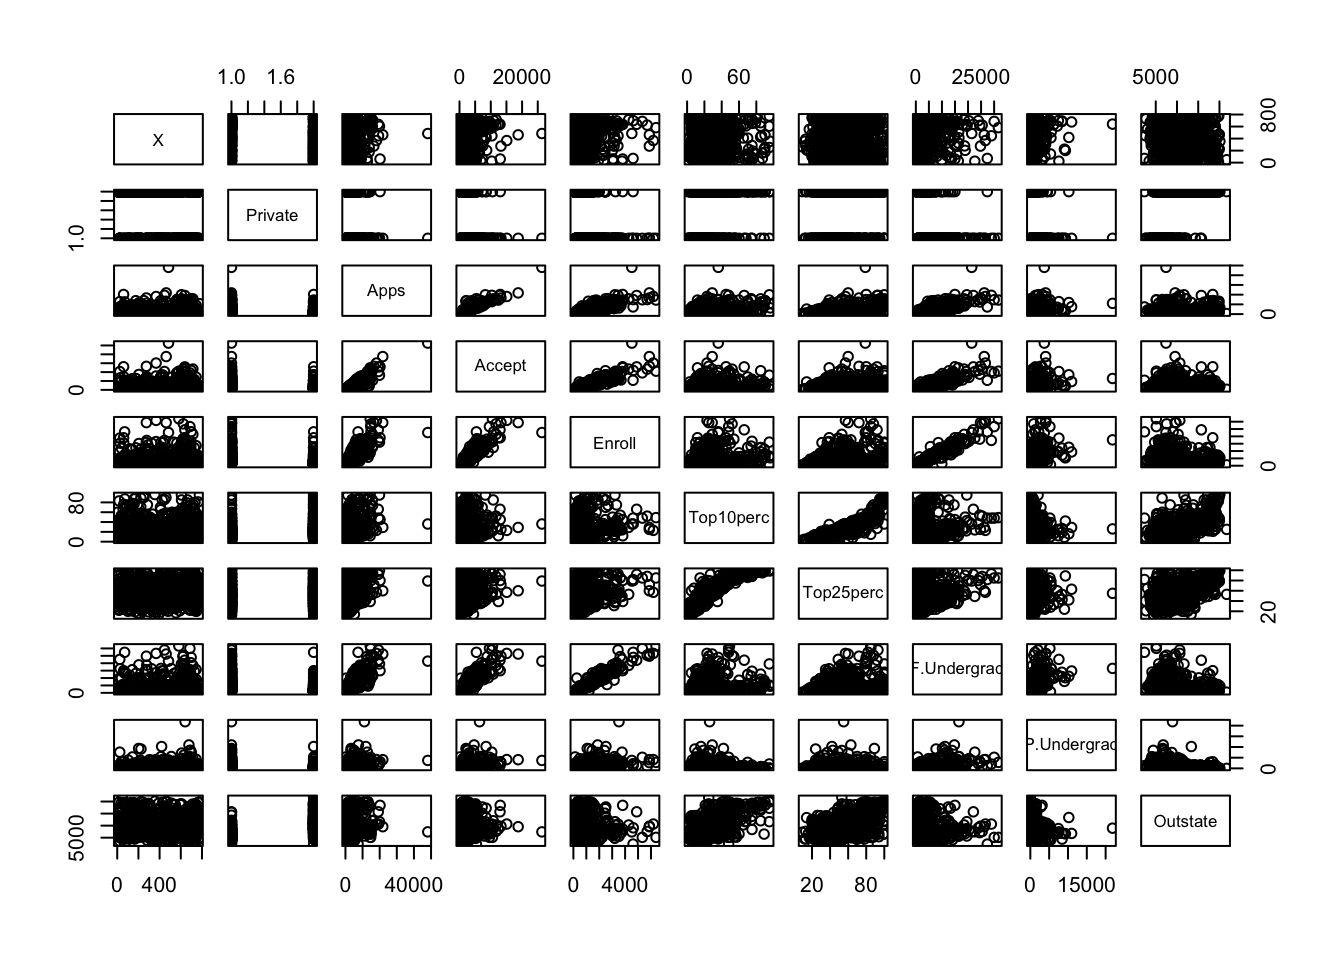 1.0 1.6 0 20000 0 60 0 25000 5000
X 0 800
1.0 Private
Apps 0
0 Accept
Enroll 0
0 80 Top10perc
Top25perc 20
0 F.Undergrad
P.Undergrad 0
5000 Outstate
0 400 0 40000 0 4000 20 80 0 15000